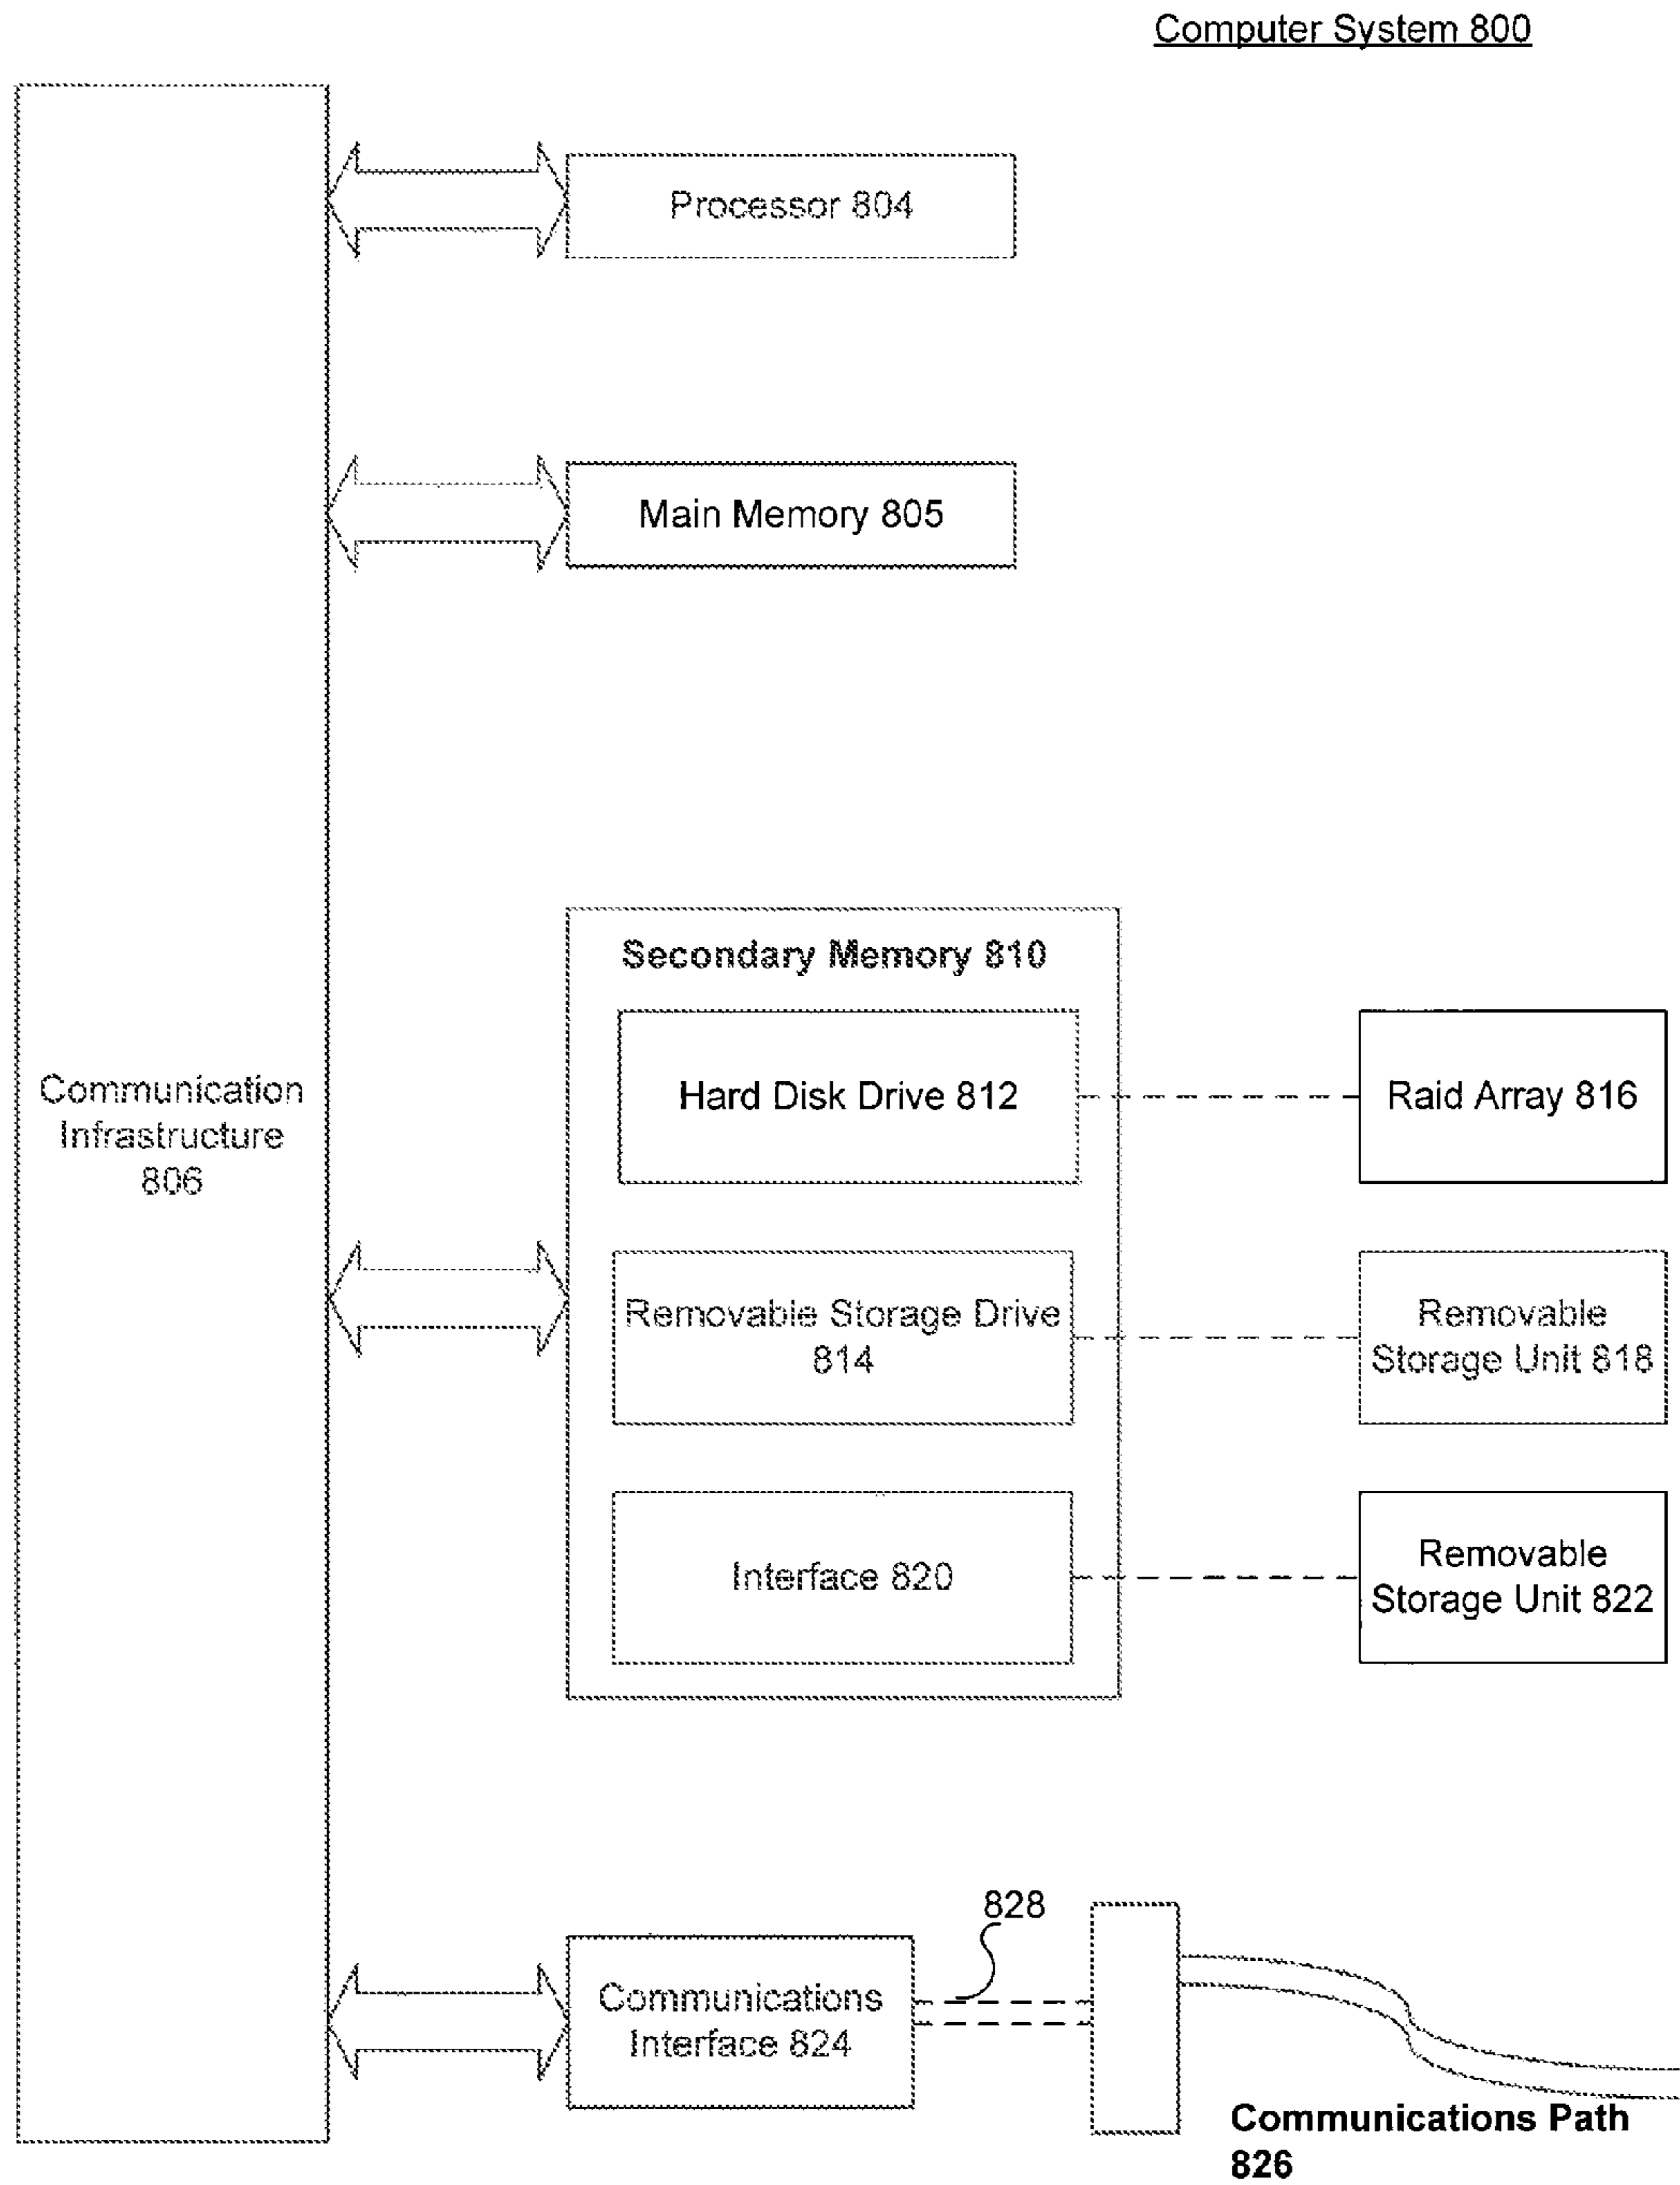 Computer System 800
Processor 804
Main Memory 805
Communication
Infrastructure
806
Secondary Memory 810
Hard Disk Drive 812
Raid Array 816
Removable Storage Drive
814
Removable
Storage Unit 818
Interface 820
Removable
Storage Unit 822
828
Communications
Interface 824
Communications Path
826